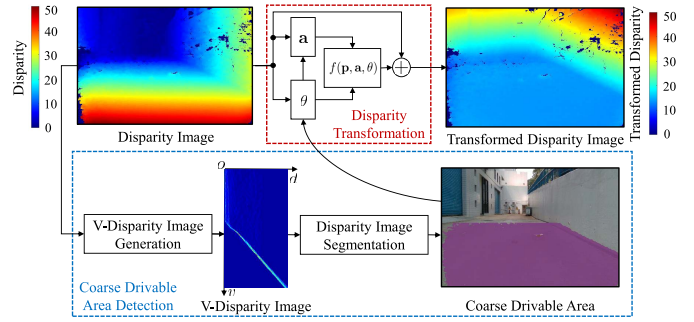 50
40
30
20
10
0
Disparity
Disparity Image
a
θ
f(p, a, θ)
Disparity
Transformation
Transformed Disparity Image
50
40
30
20
10
0
Transformed Disparity
V-Disparity Image
Generation
O
d
v
V-Disparity Image
Disparity Image
Segmentation
Coarse Drivable Area
Coarse Drivable
Area Detection